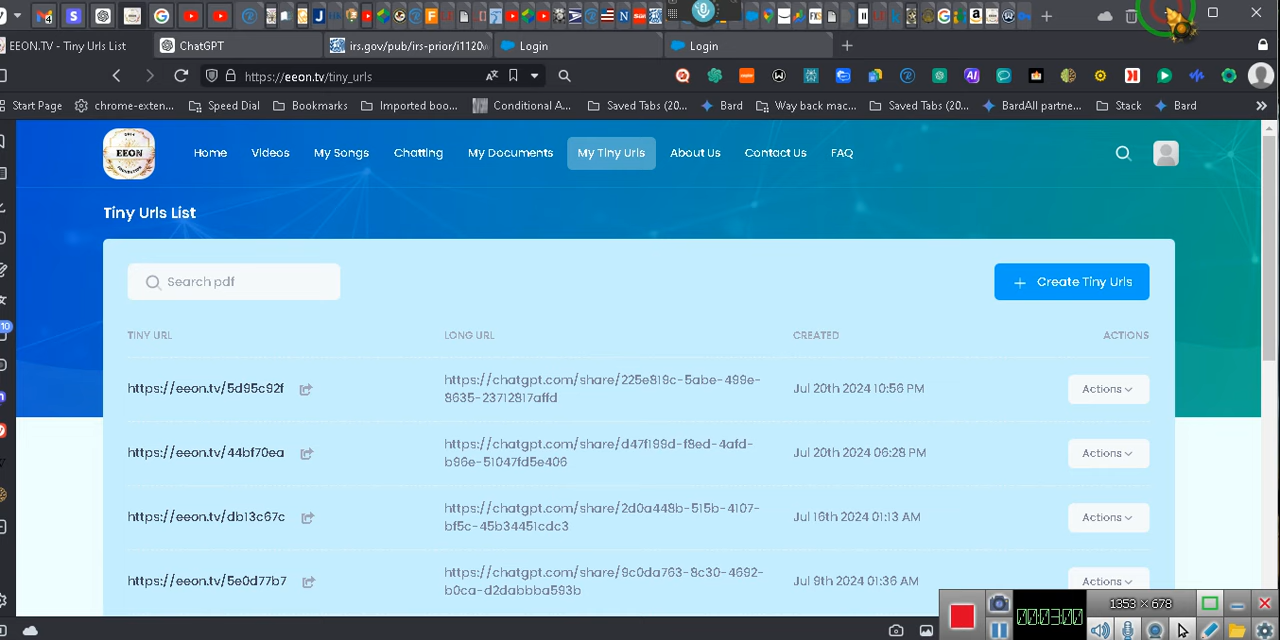 EEON.TV - Tiny Urls List
ChatGPT
irs.gov/pub/irs-prior/i1120
Login
Login
https://eeon.tv/tiny_urls
Start Page
chrome-exten...
Speed Dial
Bookmarks
Imported boo...
Conditional A...
Saved Tabs (20...
Bard
Way back mac...
Saved Tabs (20...
BardAll partne...
Stack
Bard
EEON
Home
Videos
My Songs
Chatting
My Documents
My Tiny Urls
About Us
Contact Us
FAQ
Tiny Urls List
Search pdf
+ Create Tiny Urls
TINY URL
LONG URL
CREATED
ACTIONS
https://eeon.tv/5d95c92f
https://chatgpt.com/share/225e819c-5abe-499e-
8635-23712817affd
Jul 20th 2024 10:56 PM
Actions
https://eeon.tv/44bf70ea
https://chatgpt.com/share/d47f199d-f8ed-4afd-
b96e-51047fd5e406
Jul 20th 2024 06:28 PM
Actions
https://eeon.tv/db13c67c
https://chatgpt.com/share/2d0a448b-515b-4107-
bf5c-45b34451cdc3
Jul 16th 2024 01:13 AM
Actions
https://eeon.tv/5e0d77b7
https://chatgpt.com/share/9c0da763-8c30-4692-
b0ca-d2dabbba593b
Jul 9th 2024 01:36 AM
Actions
10
00:03:00
1353 × 678